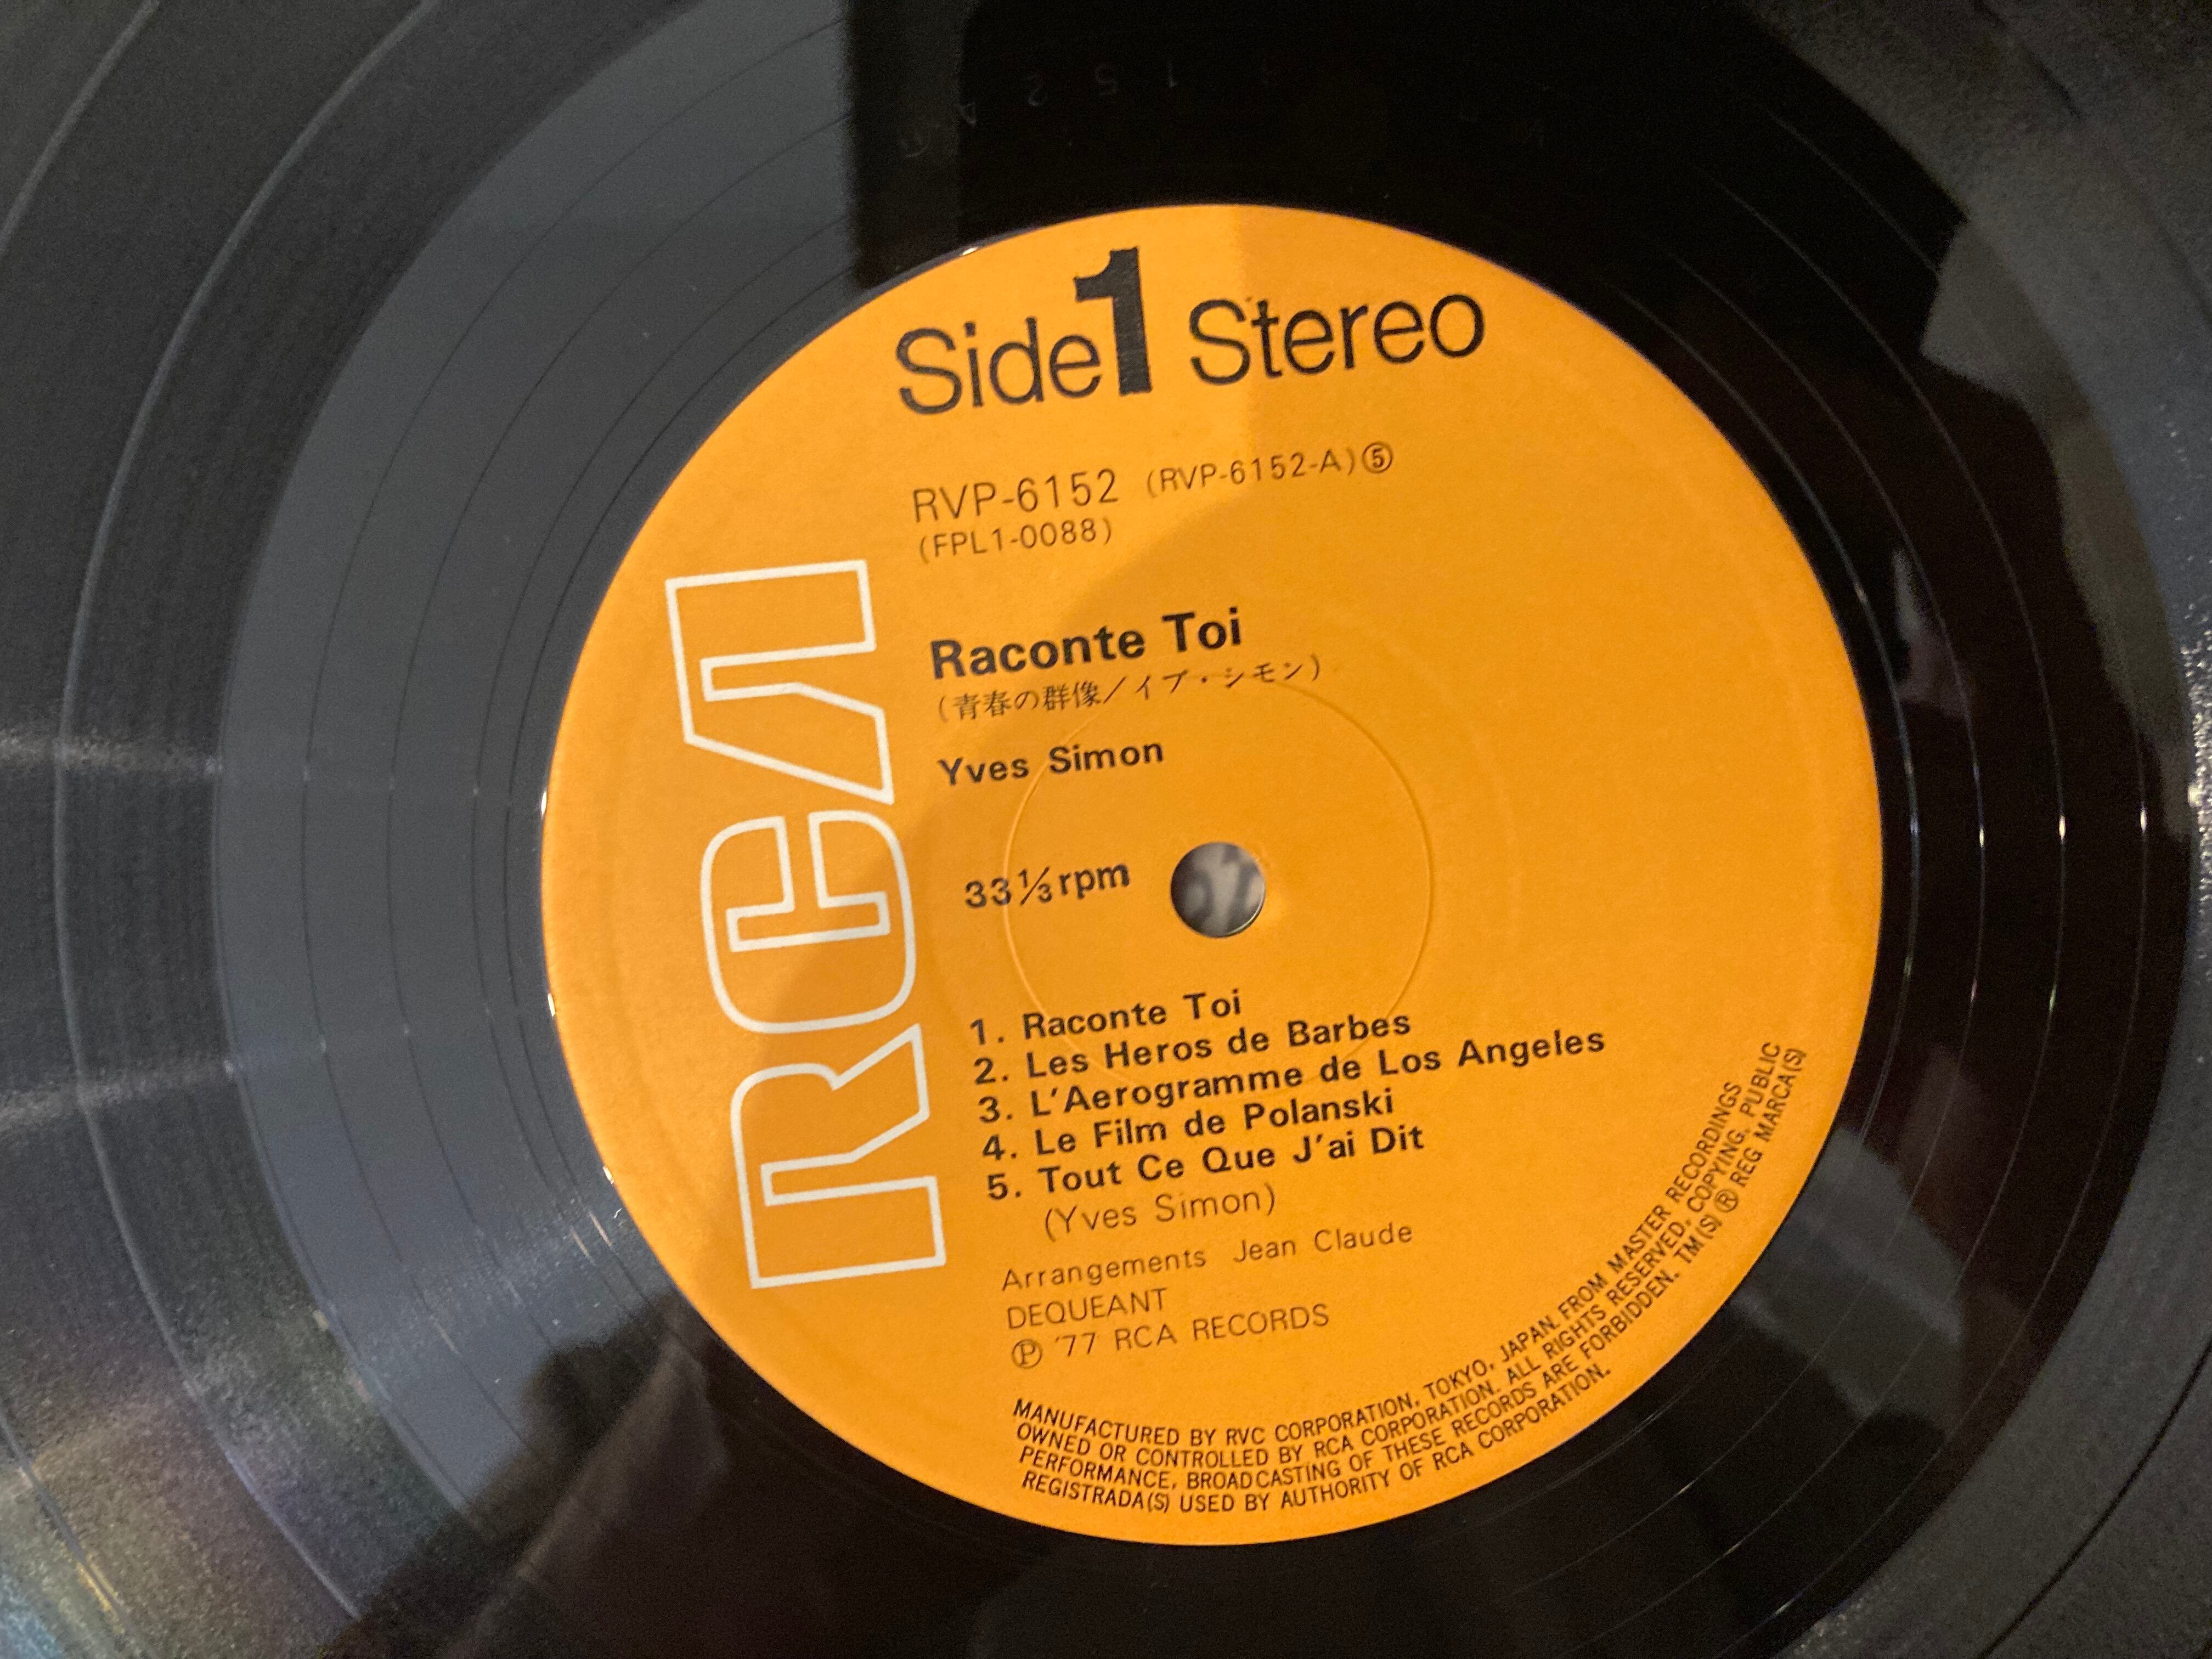 Side 1 Stereo
RVP-6152 (RVP-6152-A)⑤
(FPL1-0088)
RCA
Raconte Toi
(青春の群像/イブ・シモン)
Yves Simon
33⅓rpm
1. Raconte Toi
2. Les Heros de Barbes
3. L'Aerogramme de Los Angeles
4. Le Film de Polanski
5. Tout Ce Que J'ai Dit
(Yves Simon)
Arrangements Jean Claude
DEQUEANT
Ⓟ '77 RCA RECORDS
MANUFACTURED BY RVC CORPORATION, TOKYO, JAPAN. FROM MASTER RECORDINGS
OWNED OR CONTROLLED BY RCA CORPORATION. ALL RIGHTS RESERVED, COPYING, PUBLIC
PERFORMANCE, BROADCASTING OF THESE RECORDS ARE FORBIDDEN. TM(S) ® REG MARCA(S)
REGISTRADA(S) USED BY AUTHORITY OF RCA CORPORATION.